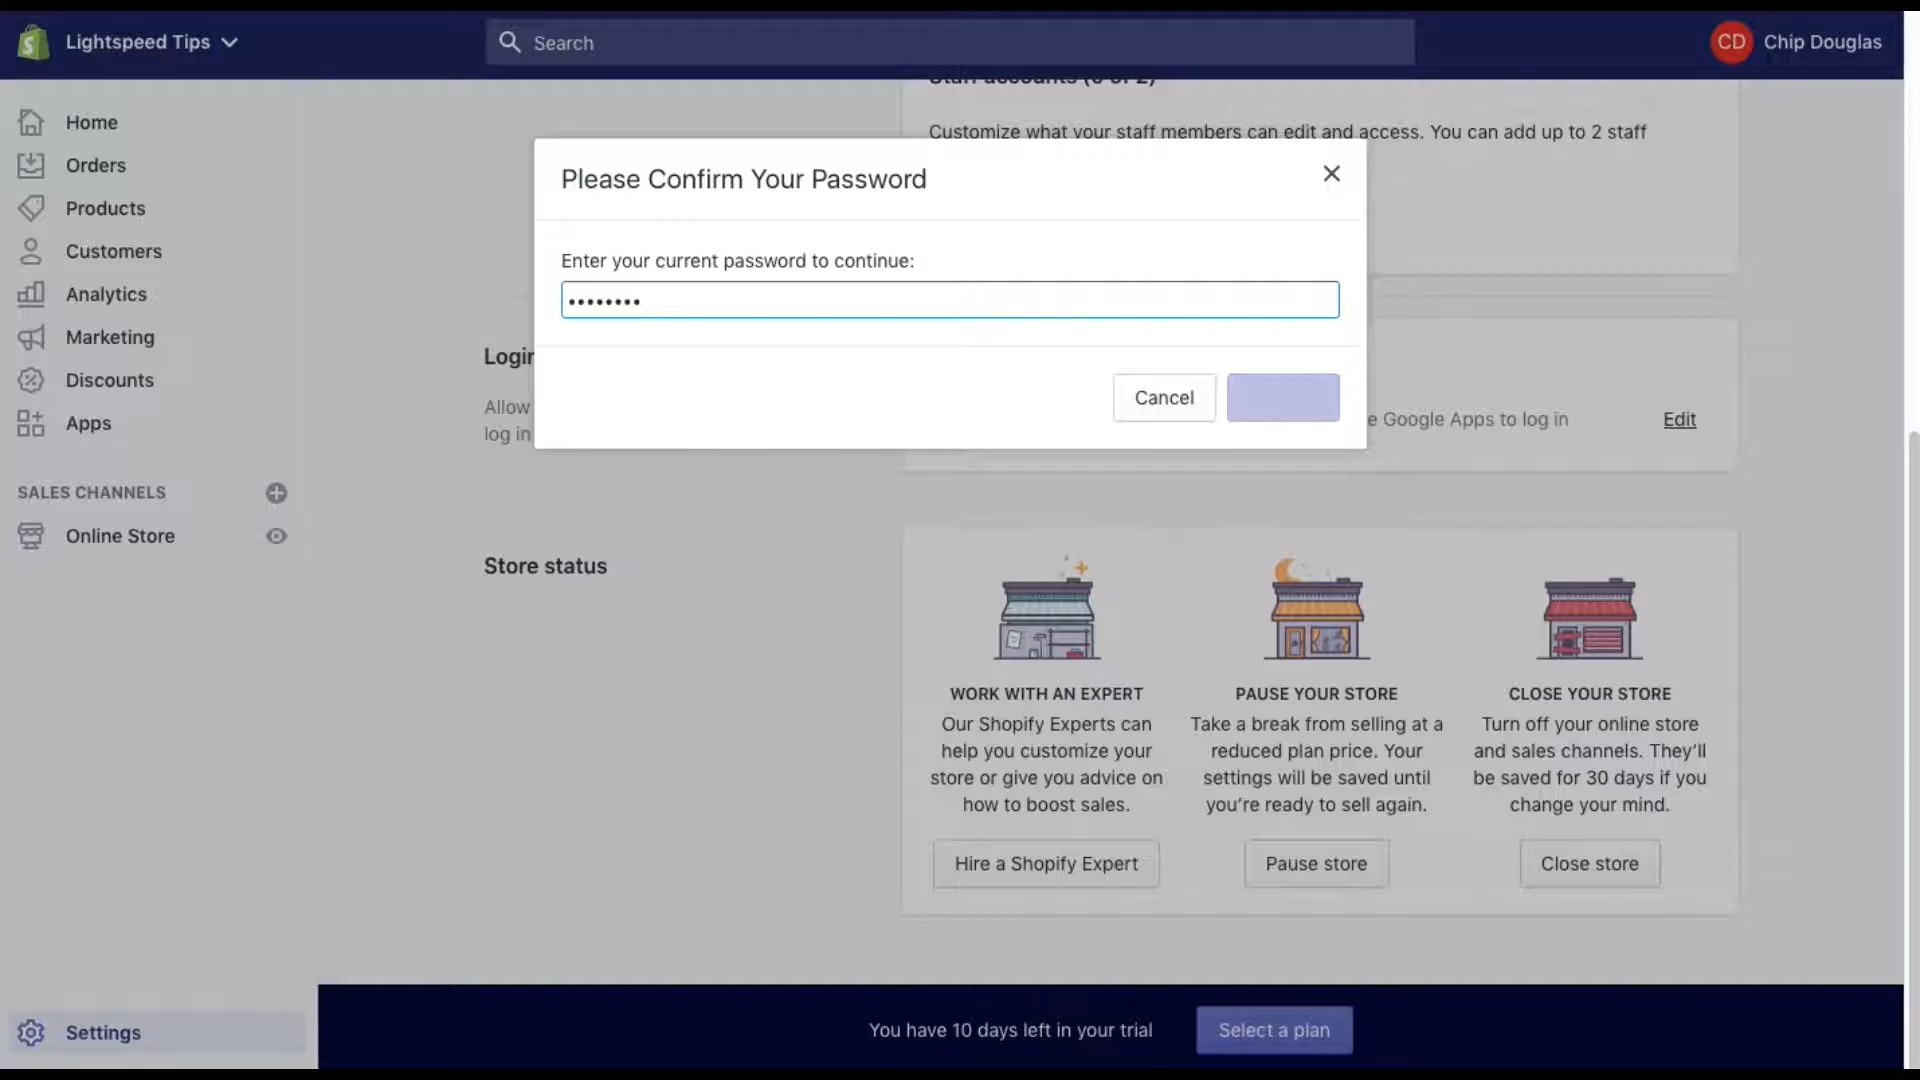 Lightspeed Tips
Search
CD Chip Douglas
Home
Orders
Products
Customers
Analytics
Marketing
Discounts
Apps
SALES CHANNELS
Online Store
Settings
Customize what your staff members can edit and access. You can add up to 2 staff
Please Confirm Your Password
Enter your current password to continue:
••••••••
Cancel
Login
Allow
log in
e Google Apps to log in
Edit
Store status
WORK WITH AN EXPERT
Our Shopify Experts can
help you customize your
store or give you advice on
how to boost sales.
Hire a Shopify Expert
PAUSE YOUR STORE
Take a break from selling at a
reduced plan price. Your
settings will be saved until
you’re ready to sell again.
Pause store
CLOSE YOUR STORE
Turn off your online store
and sales channels. They’ll
be saved for 30 days if you
change your mind.
Close store
You have 10 days left in your trial
Select a plan